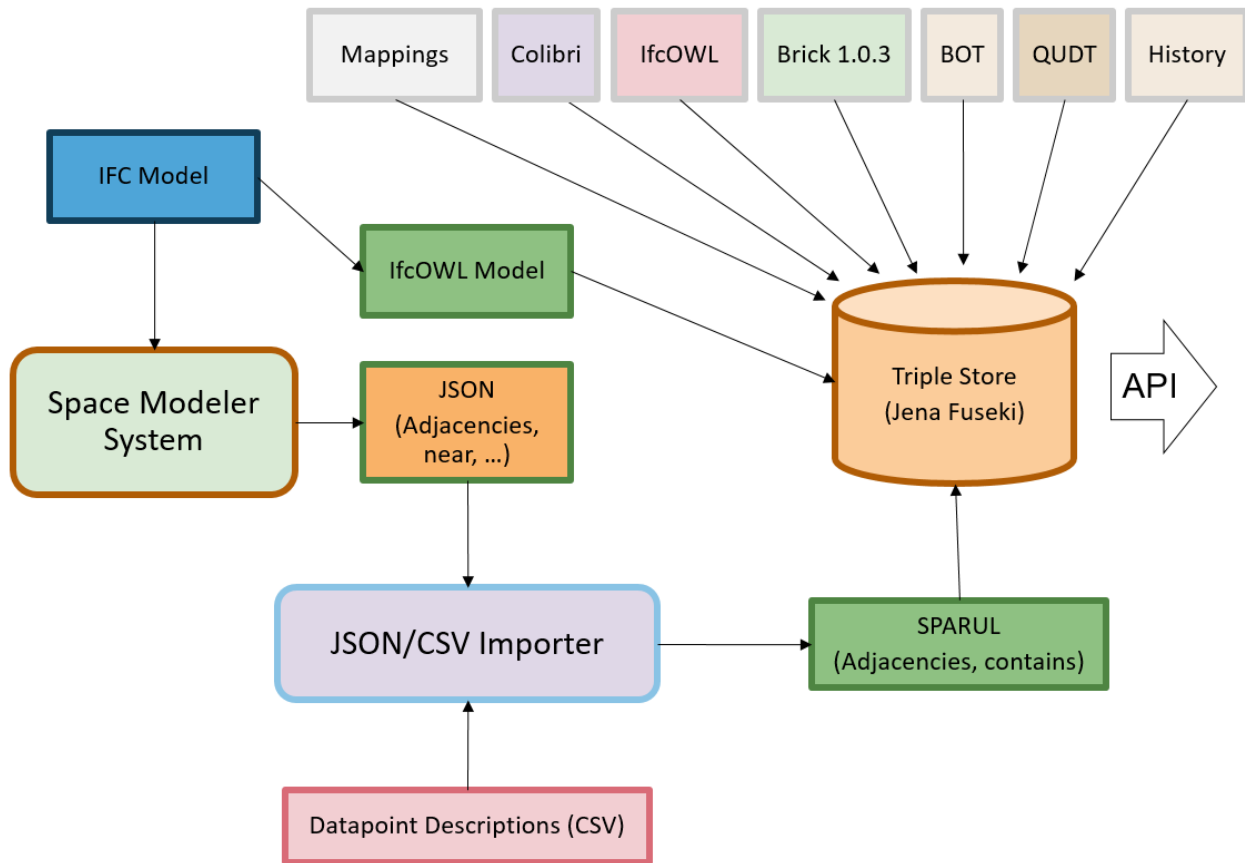 Mappings
Colibri
IfcOWL
Brick 1.0.3
BOT
QUDT
History
IFC Model
IfcOWL Model
Space Modeler
System
JSON
(Adjacencies,
near, …)
Triple Store
(Jena Fuseki)
API
JSON/CSV Importer
SPARUL
(Adjacencies, contains)
Datapoint Descriptions (CSV)